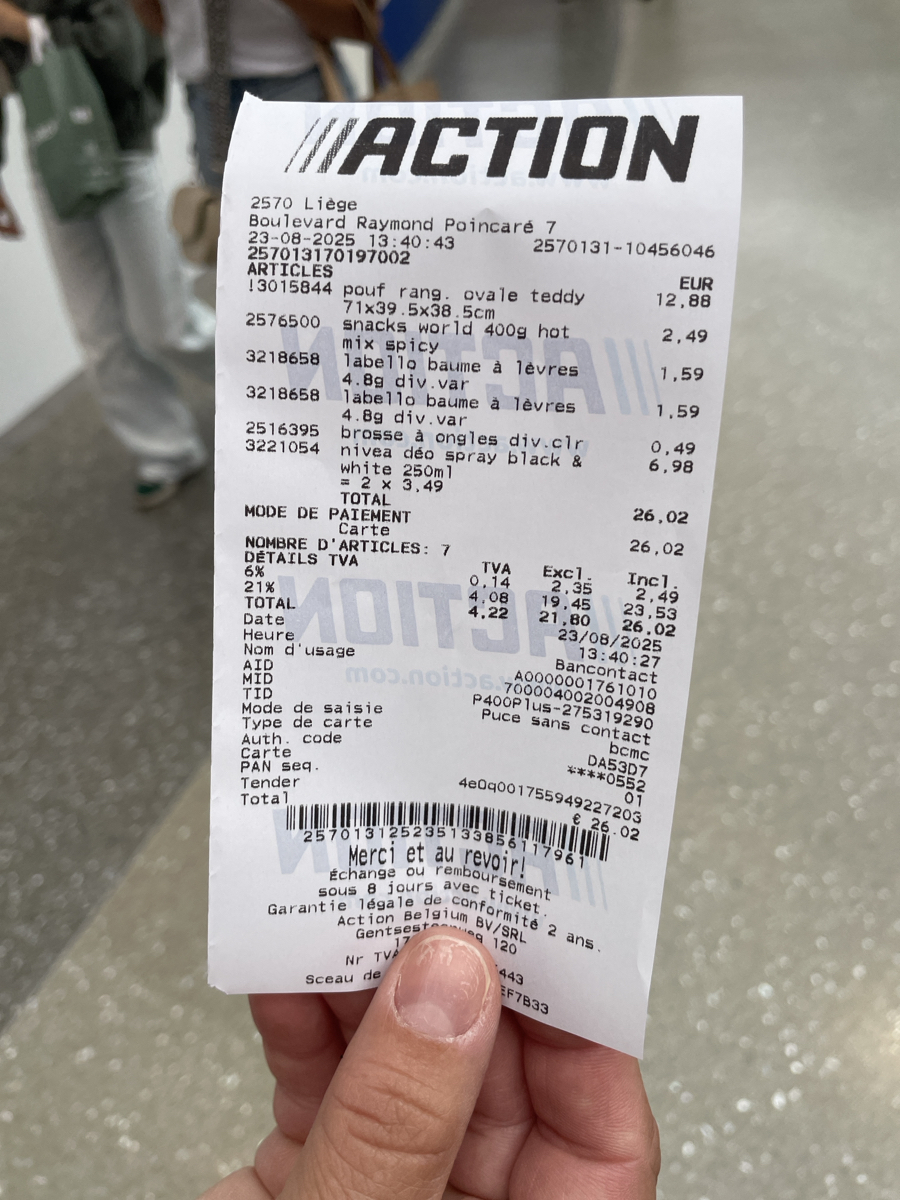 ACTION
2570 Liège
Boulevard Raymond Poincaré 7
23-08-2025 13:40:43 2570131-10456046
257013170197002
ARTICLES EUR
!3015844 pouf rang. ovale teddy 12,88
71x39.5x38.5cm
2576500 snacks world 400g hot 2,49
mix spicy
3218658 labello baume à lèvres 1,59
4.8g div.var
3218658 labello baume à lèvres 1,59
4.8g div.var
2516395 brosse à ongles div.clr 0,49
3221054 nivea déo spray black & 6,98
white 250ml
= 2 x 3,49
TOTAL 26,02
MODE DE PAIEMENT
Carte 26,02
NOMBRE D'ARTICLES: 7
DÉTAILS TVA TVA Excl. Incl.
6% 0,14 2,35 2,49
21% 4,08 19,45 23,53
TOTAL 4,22 21,80 26,02
Date 23/08/2025
Heure 13:40:27
Nom d'usage Bancontact
AID A0000001761010
MID 700004002004908
TID P400Plus-275319290
Mode de saisie Puce sans contact
Type de carte bcmc
Auth. code DA53D7
Carte ****0552
PAN seq. 01
Tender 4e0q001755949227203
Total € 26.02
257013125235133856117961
Merci et au revoir!
Échange ou remboursement
sous 8 jours avec ticket.
Garantie légale de conformité 2 ans.
Action Belgium BV/SRL
120
Nr TVA
Sceau de